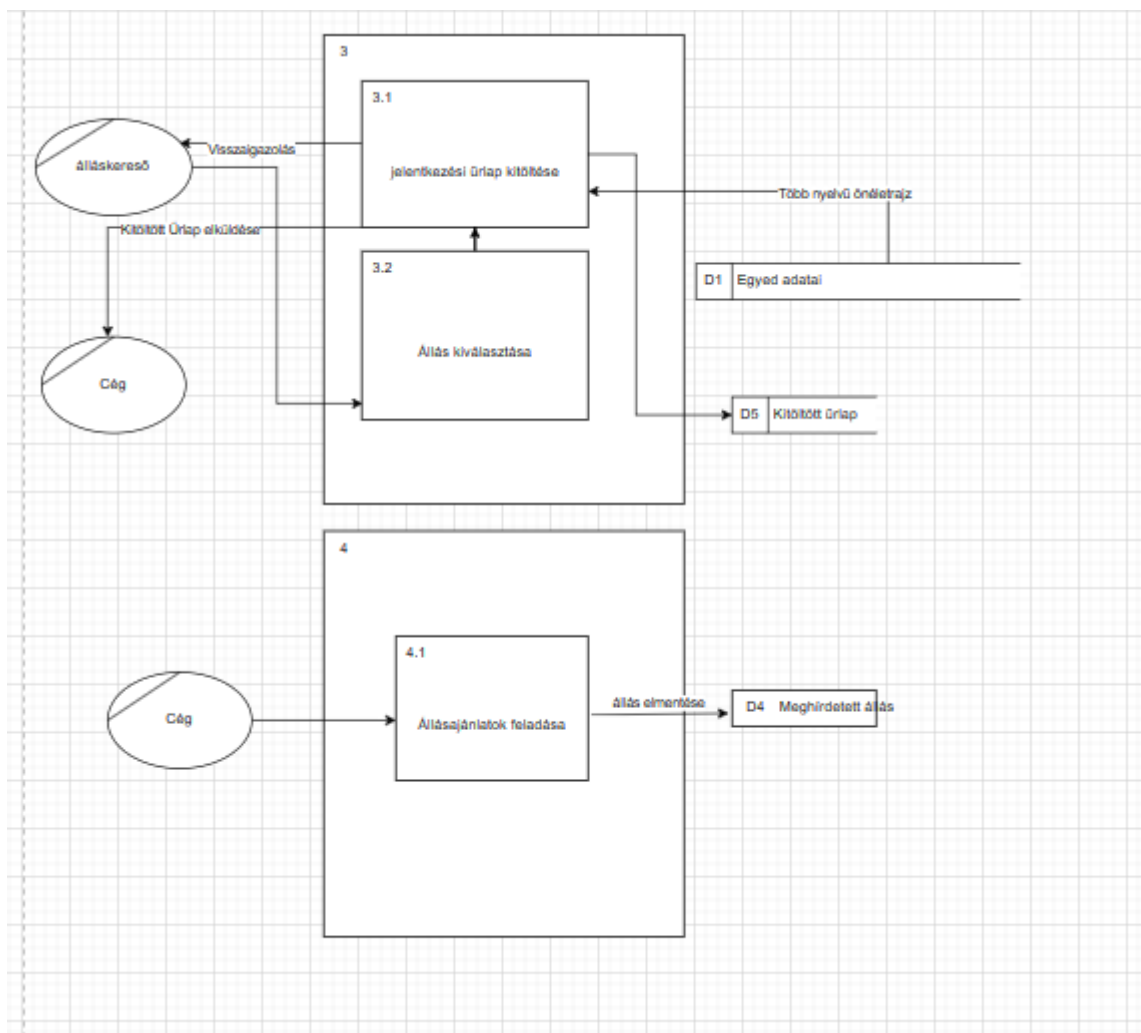 3
3.1
Visszaigazolás
álláskereső
jelentkezési űrlap kitöltése
Több nyelvű önéletrajz
Kitöltött Űrlap elküldése
3.2
D1 Egyed adatai
Állás kiválasztása
Cég
D5 Kitöltött űrlap
4
4.1
állás elmentése
D4 Meghirdetett állás
Cég
Állásajánlatok feladása